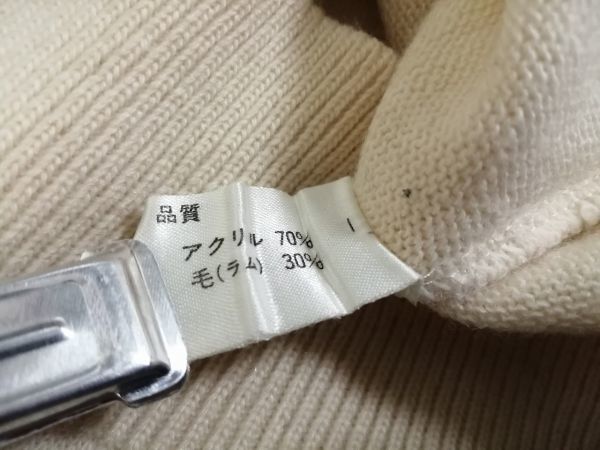 品質
アクリル 70%
毛(ラム) 30%